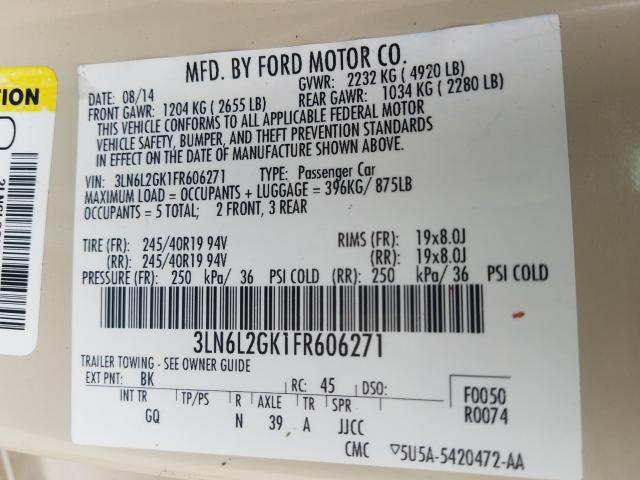 MFD. BY FORD MOTOR CO.
DATE: 08/14 GVWR: 2232 KG ( 4920 LB)
FRONT GAWR: 1204 KG ( 2655 LB) REAR GAWR: 1034 KG ( 2280 LB)
THIS VEHICLE CONFORMS TO ALL APPLICABLE FEDERAL MOTOR
VEHICLE SAFETY, BUMPER, AND THEFT PREVENTION STANDARDS
IN EFFECT ON THE DATE OF MANUFACTURE SHOWN ABOVE.
VIN: 3LN6L2GK1FR606271 TYPE: Passenger Car
MAXIMUM LOAD = OCCUPANTS + LUGGAGE = 396KG/ 875LB
OCCUPANTS = 5 TOTAL; 2 FRONT, 3 REAR
TIRE (FR): 245/40R19 94V RIMS (FR): 19x8.0J
(RR): 245/40R19 94V (RR): 19x8.0J
PRESSURE (FR): 250 kPa/ 36 PSI COLD (RR): 250 kPa/ 36 PSI COLD
3LN6L2GK1FR606271
TRAILER TOWING - SEE OWNER GUIDE
EXT PNT: BK RC: 45 DSO: F0050
INT TR TP/PS R AXLE TR SPR R0074
GQ N 39 A JJCC
CMC ▽5U5A-5420472-AA